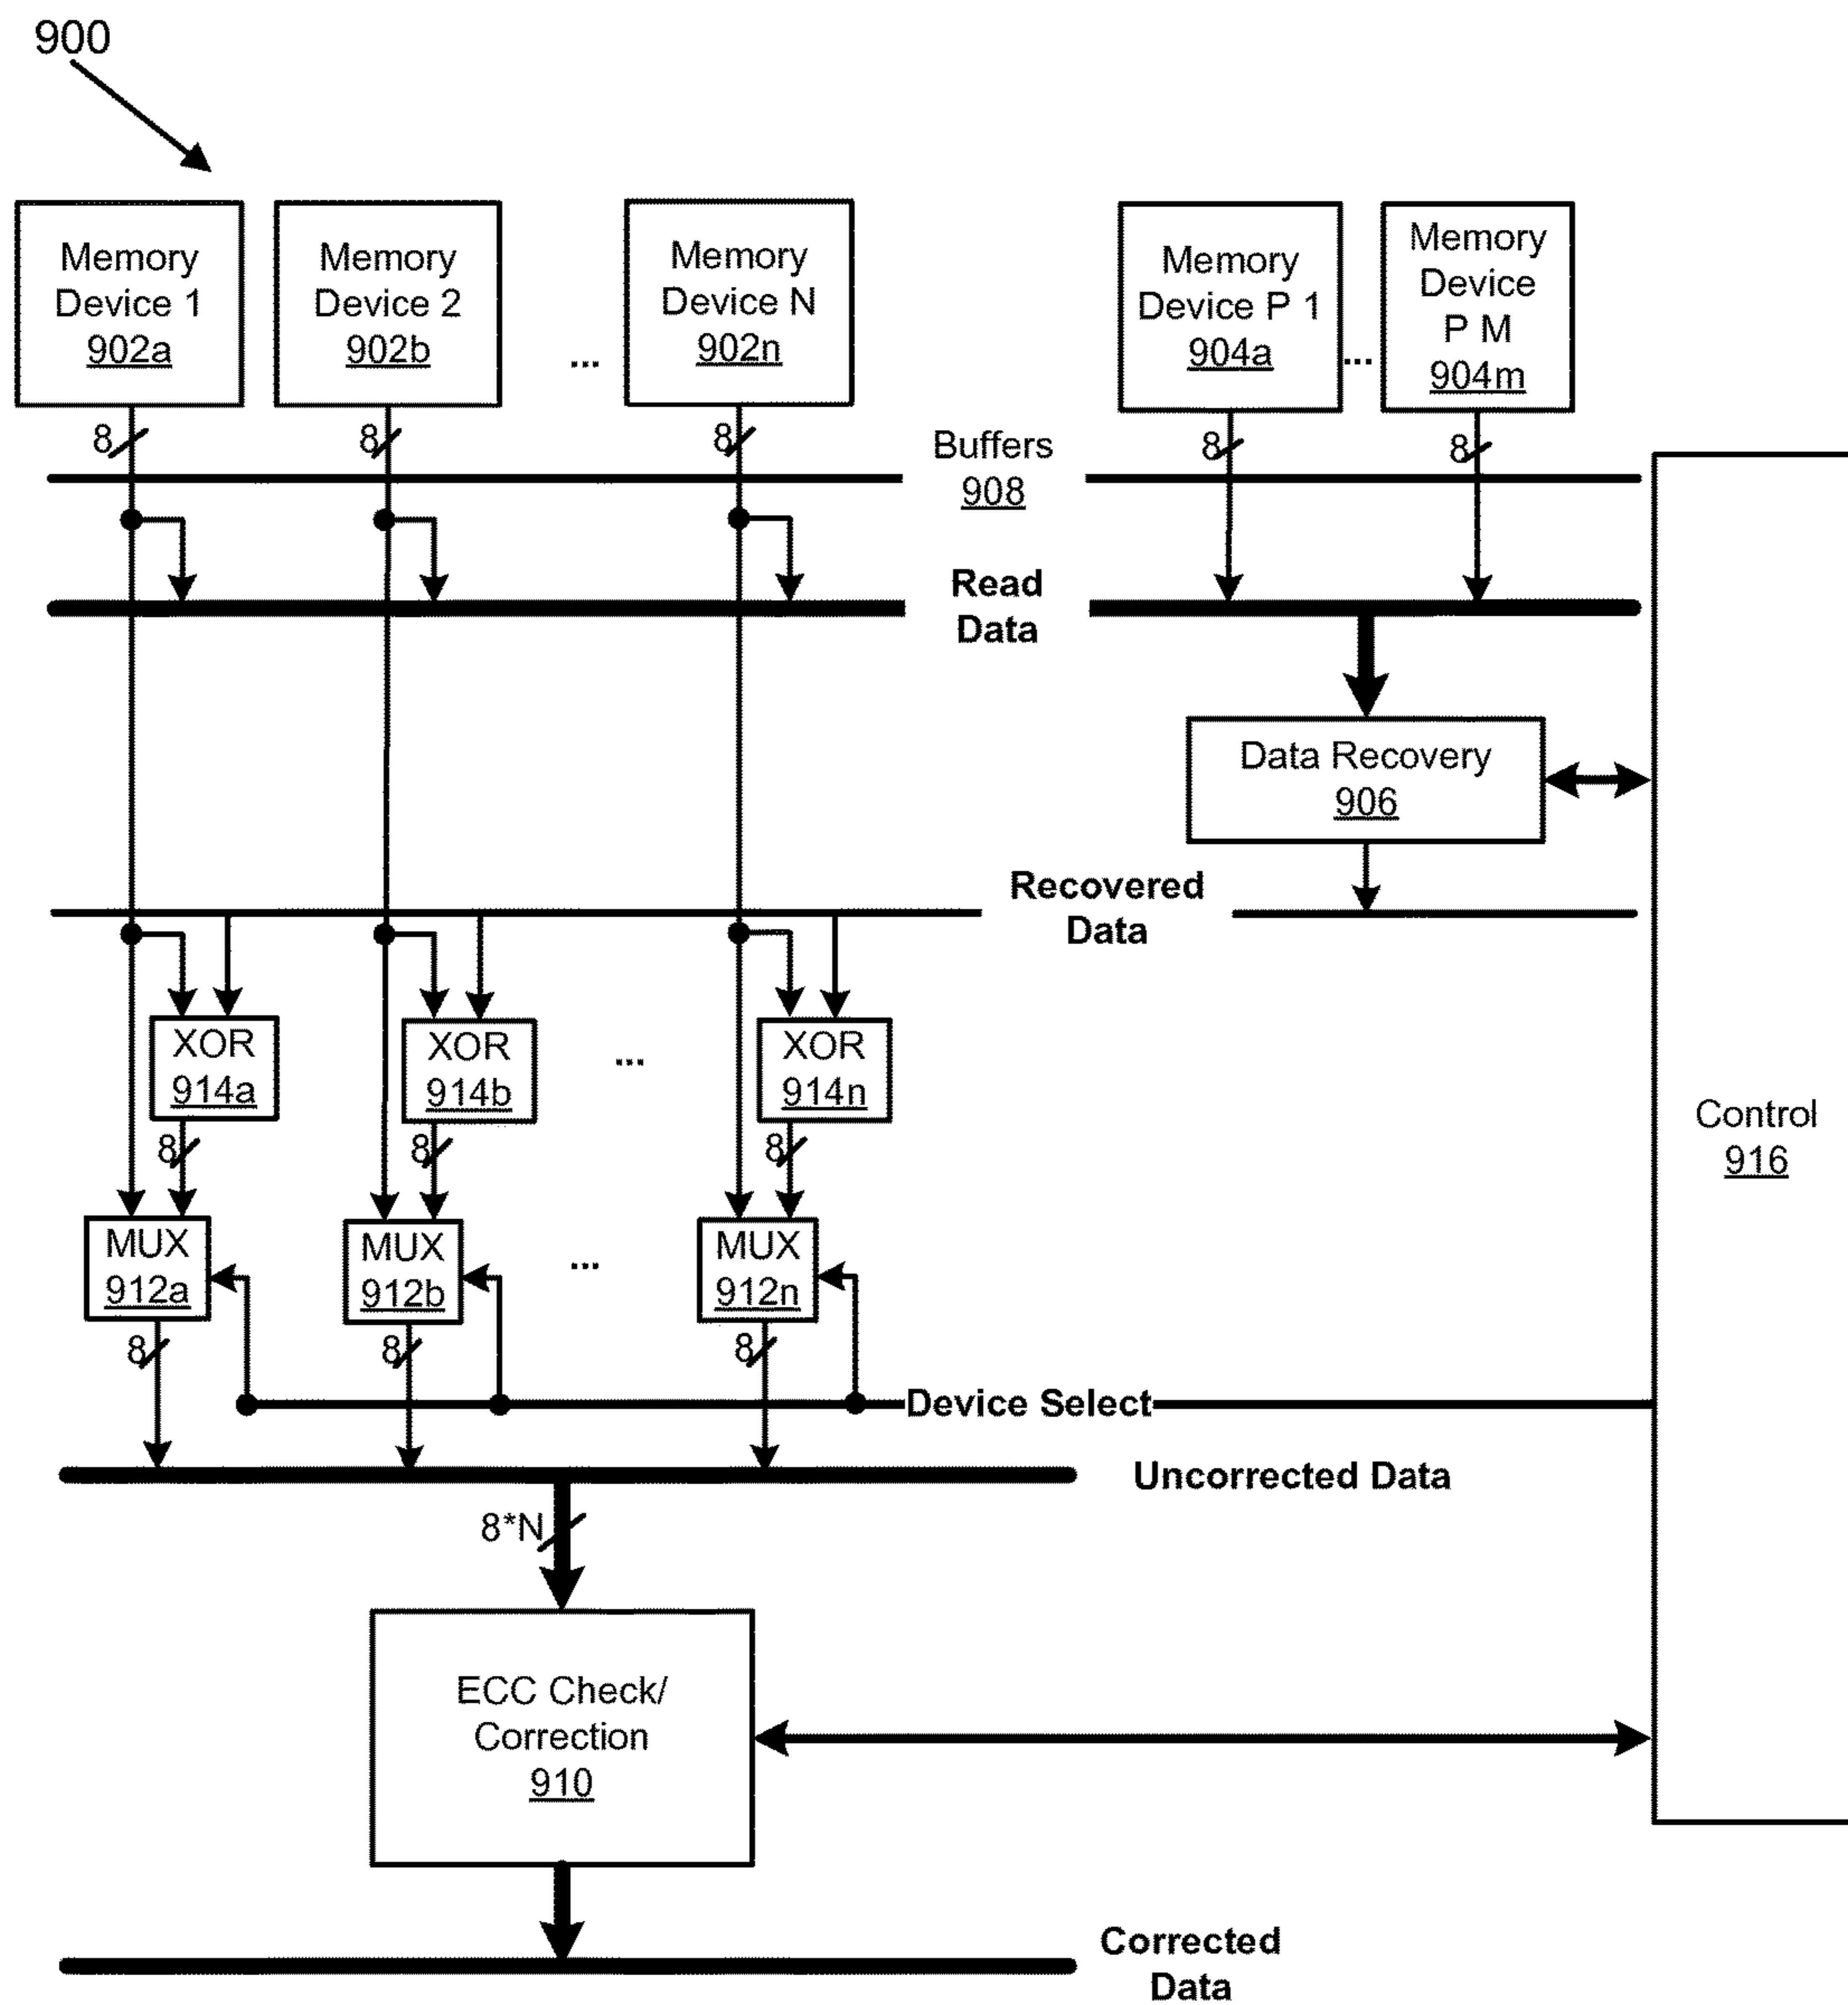 900
Memory
Device 1
902a
Memory
Device 2
902b
...
Memory
Device N
902n
Memory
Device P 1
904a
...
Memory
Device
P M
904m
8
8
8
8
8
Buffers
908
Read
Data
Data Recovery
906
Recovered
Data
XOR
914a
XOR
914b
...
XOR
914n
Control
916
8
8
8
MUX
912a
MUX
912b
...
MUX
912n
8
8
8
Device Select
Uncorrected Data
8*N
ECC Check/
Correction
910
Corrected
Data